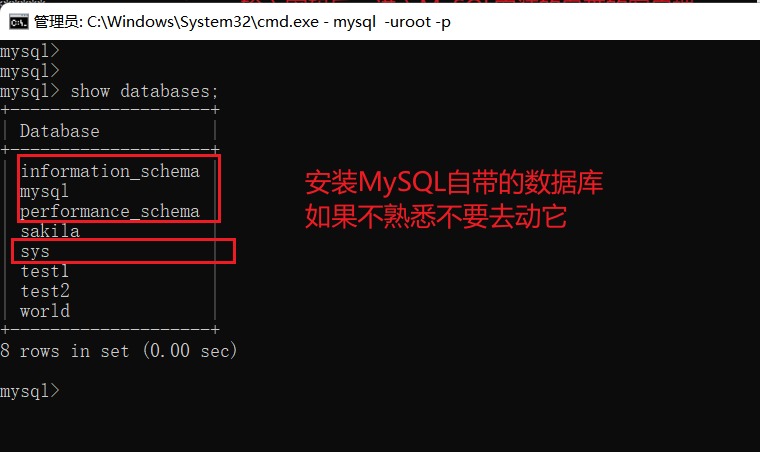 管理员: C:\Windows\System32\cmd.exe - mysql  -uroot -p
mysql>
mysql>
mysql> show databases;
+--------------------+
| Database           |
+--------------------+
| information_schema |
| mysql              |
| performance_schema |
| sakila             |
| sys                |
| test1              |
| test2              |
| world              |
+--------------------+
8 rows in set (0.00 sec)
mysql>
安装MySQL自带的数据库
如果不熟悉不要去动它